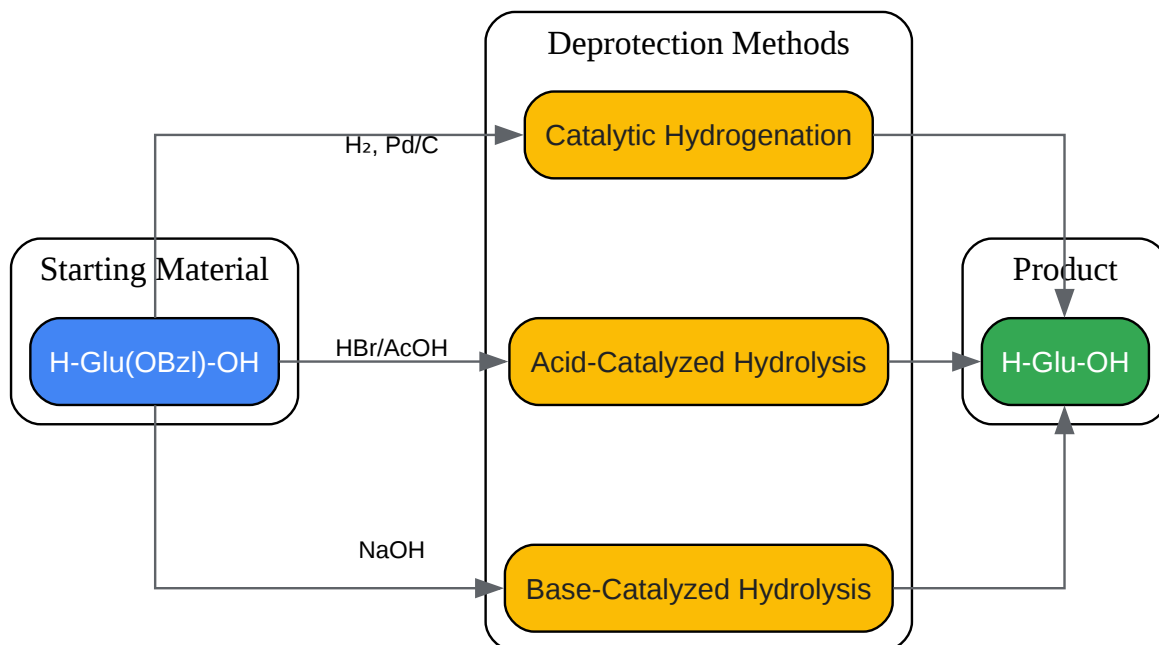 Deprotection Methods
H₂, Pd/C
Catalytic Hydrogenation
Starting Material
Product
H-Glu(OBzl)-OH
HBr/AcOH
Acid-Catalyzed Hydrolysis
H-Glu-OH
NaOH
Base-Catalyzed Hydrolysis